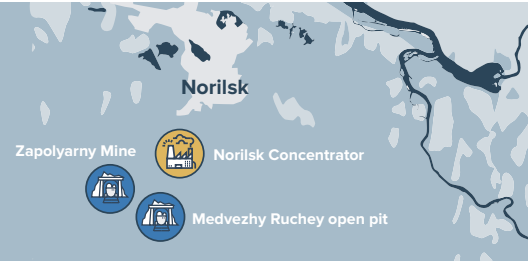 Norilsk
Zapolyarny Mine
Norilsk Concentrator
Medvezhy Ruchey open pit